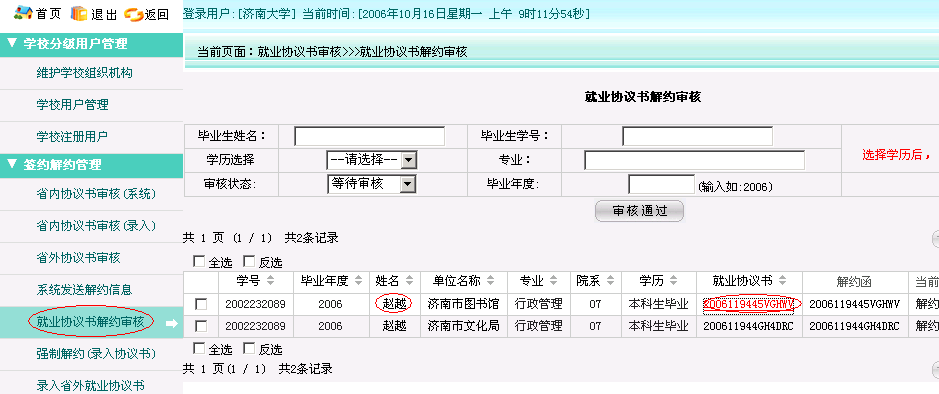 首页 退出 返回 登录用户:[济南大学] 当前时间:[2006年10月16日星期一 上午 9时11分54秒]
学校分级用户管理
维护学校组织机构
学校用户管理
学校注册用户
签约解约管理
省内协议书审核(系统)
省内协议书审核(录入)
省外协议书审核
系统发送解约信息
就业协议书解约审核
强制解约(录入协议书)
录入省外就业协议书
当前页面：就业协议书审核>>>就业协议书解约审核
就业协议书解约审核
毕业生姓名： 毕业生学号：
学历选择 --请选择-- 专业： 选择学历后，
审核状态: 等待审核 毕业年度: (输入如:2006)
审核通过
共 1 页 (1 / 1) 共2条记录
全选 反选
学号 毕业年度 姓名 单位名称 专业 院系 学历 就业协议书 解约函 当前
2002232089 2006 赵越 济南市图书馆 行政管理 07 本科生毕业 2006119445VGHWV 2006119445VGHWV 解约
2002232089 2006 赵越 济南市文化局 行政管理 07 本科生毕业 200611944GH4DRC 200611944GH4DRC 解约
全选 反选
共 1 页(1 / 1) 共2条记录